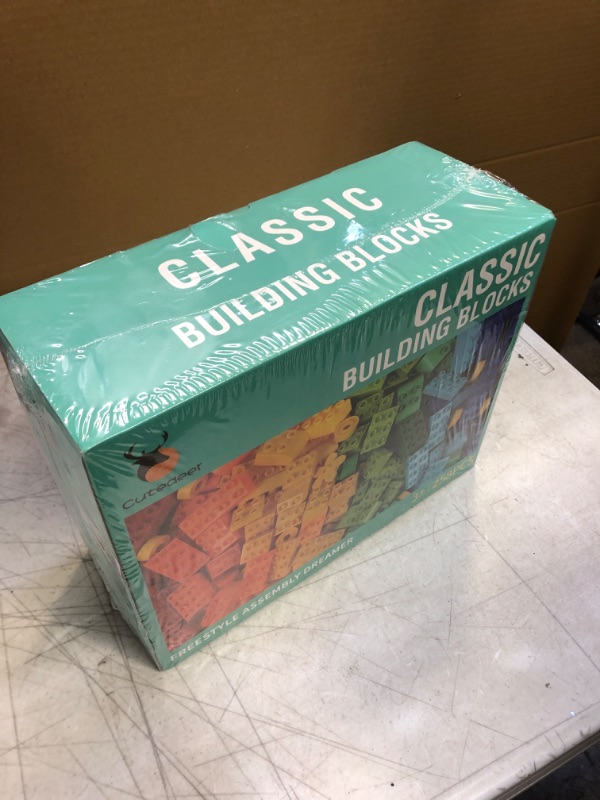 CLASSIC
BUILDING BLOCKS
CLASSIC
BUILDING BLOCKS
Cutedeer
FREESTYLE ASSEMBLY DREAMER